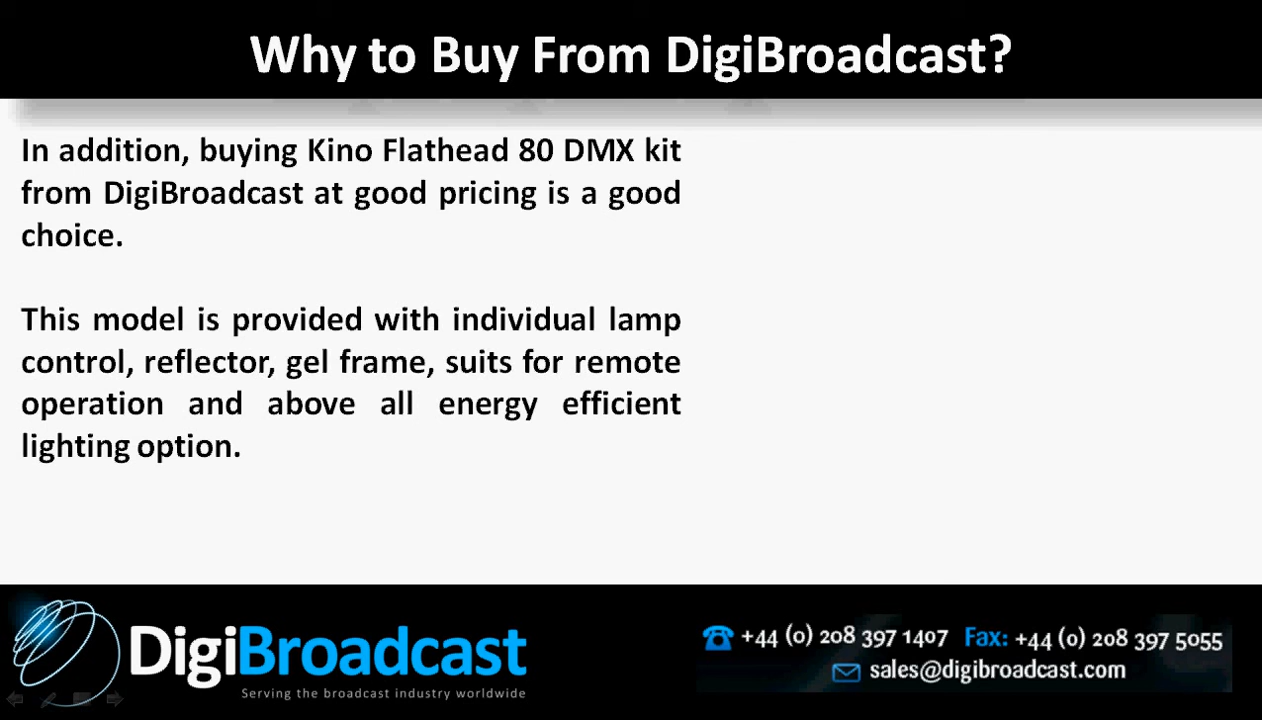 Why to Buy From DigiBroadcast?
In addition, buying Kino Flathead 80 DMX kit
from DigiBroadcast at good pricing is a good
choice.
This model is provided with individual lamp
control, reflector, gel frame, suits for remote
operation and above all energy efficient
lighting option.
DigiBroadcast
Serving the broadcast industry worldwide
+44 (0) 208 397 1407 Fax: +44 (0) 208 397 5055
sales@digibroadcast.com